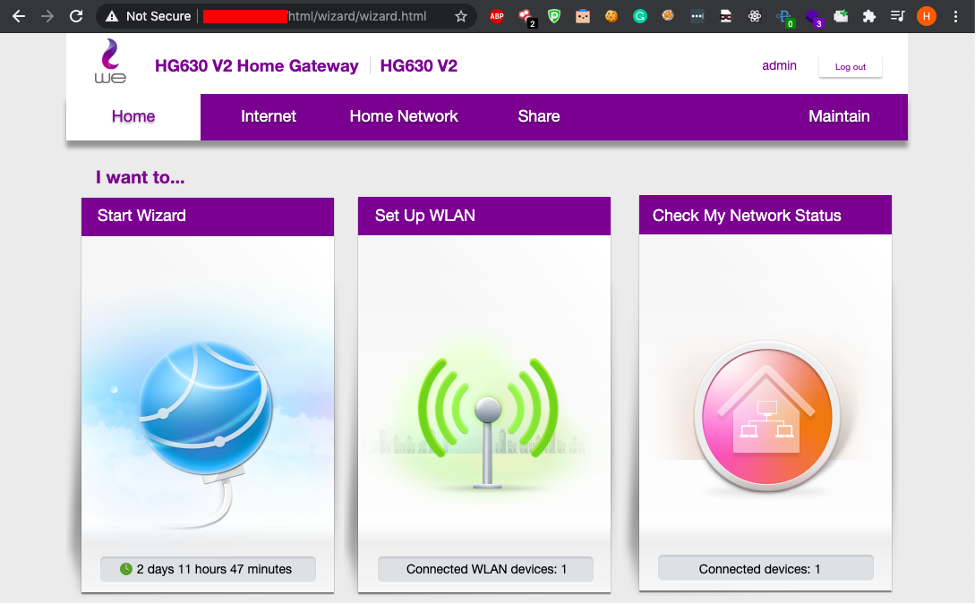 Not Secure
html/wizard/wizard.html
ABP
2
G
0
3
H
we
HG630 V2 Home Gateway
HG630 V2
admin
Log out
Home
Internet
Home Network
Share
Maintain
I want to...
Start Wizard
Set Up WLAN
Check My Network Status
2 days 11 hours 47 minutes
Connected WLAN devices: 1
Connected devices: 1